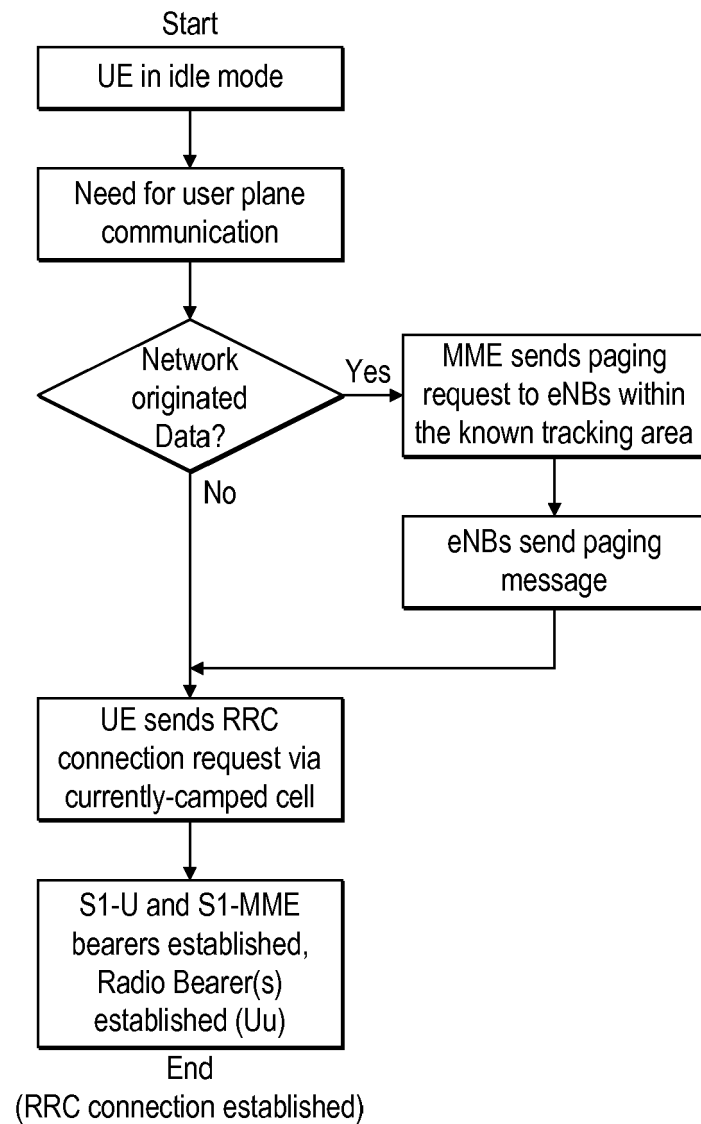 Start
UE in idle mode
Need for user plane
communication
Network
originated
Data?
Yes
MME sends paging
request to eNBs within
the known tracking area
eNBs send paging
message
No
UE sends RRC
connection request via
currently-camped cell
S1-U and S1-MME
bearers established,
Radio Bearer(s)
established (Uu)
End
(RRC connection established)